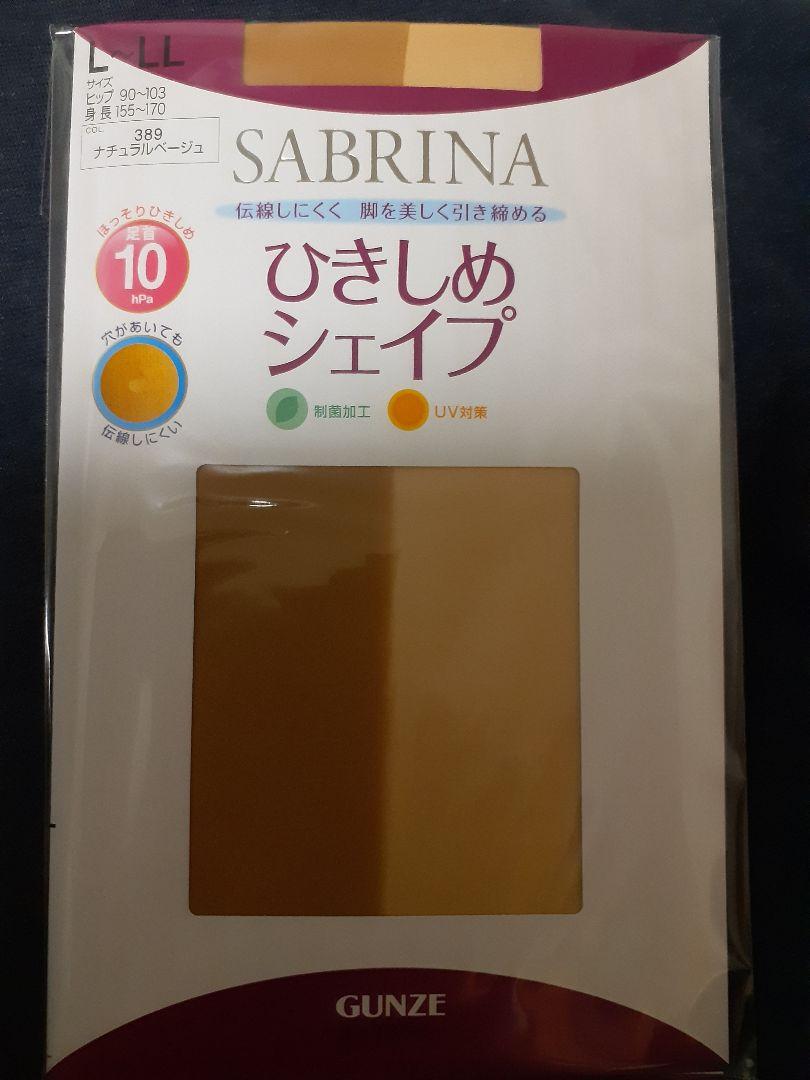 L~LL
サイズ
ヒップ 90~103
身長 155~170
COL.
389
ナチュラルベージュ
SABRINA
伝線しにくく 脚を美しく引き締める
ほっそりひきしめ
足首
10
hPa
ひきしめ
シェイプ
穴があいても
伝線しにくい
制菌加工
UV対策
GUNZE